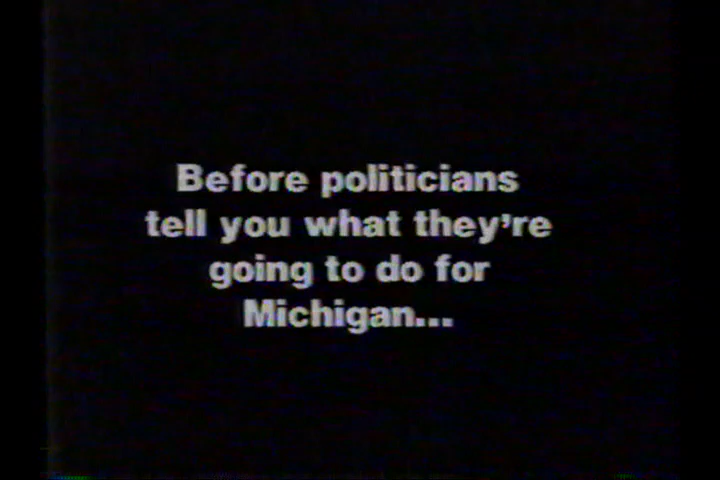 Before politicians
tell you what they're
going to do for
Michigan...